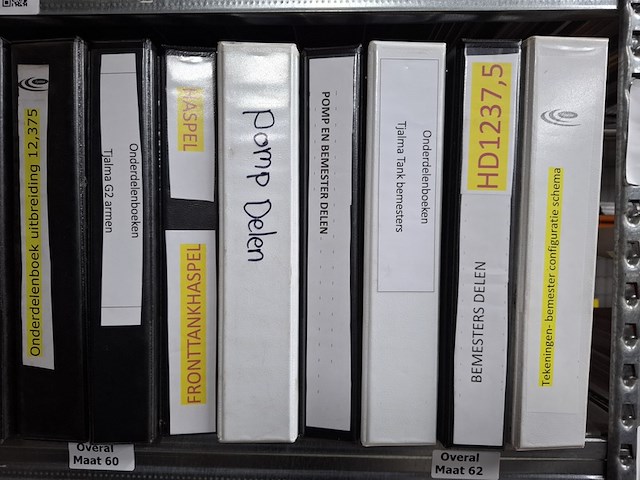 Onderdelenboek uitbreiding 12,375
Onderdelenboeken
Tjalma G2 armen
HASPEL
FRONTTANKHASPEL
Pomp Delen
POMP EN BEMESTER DELEN
Onderdelenboeken
Tjalma Tank bemesters
HD1237,5
BEMESTERS DELEN
Tekeningen- bemester configuratie schema
Overal
Maat 60
Overal
Maat 62